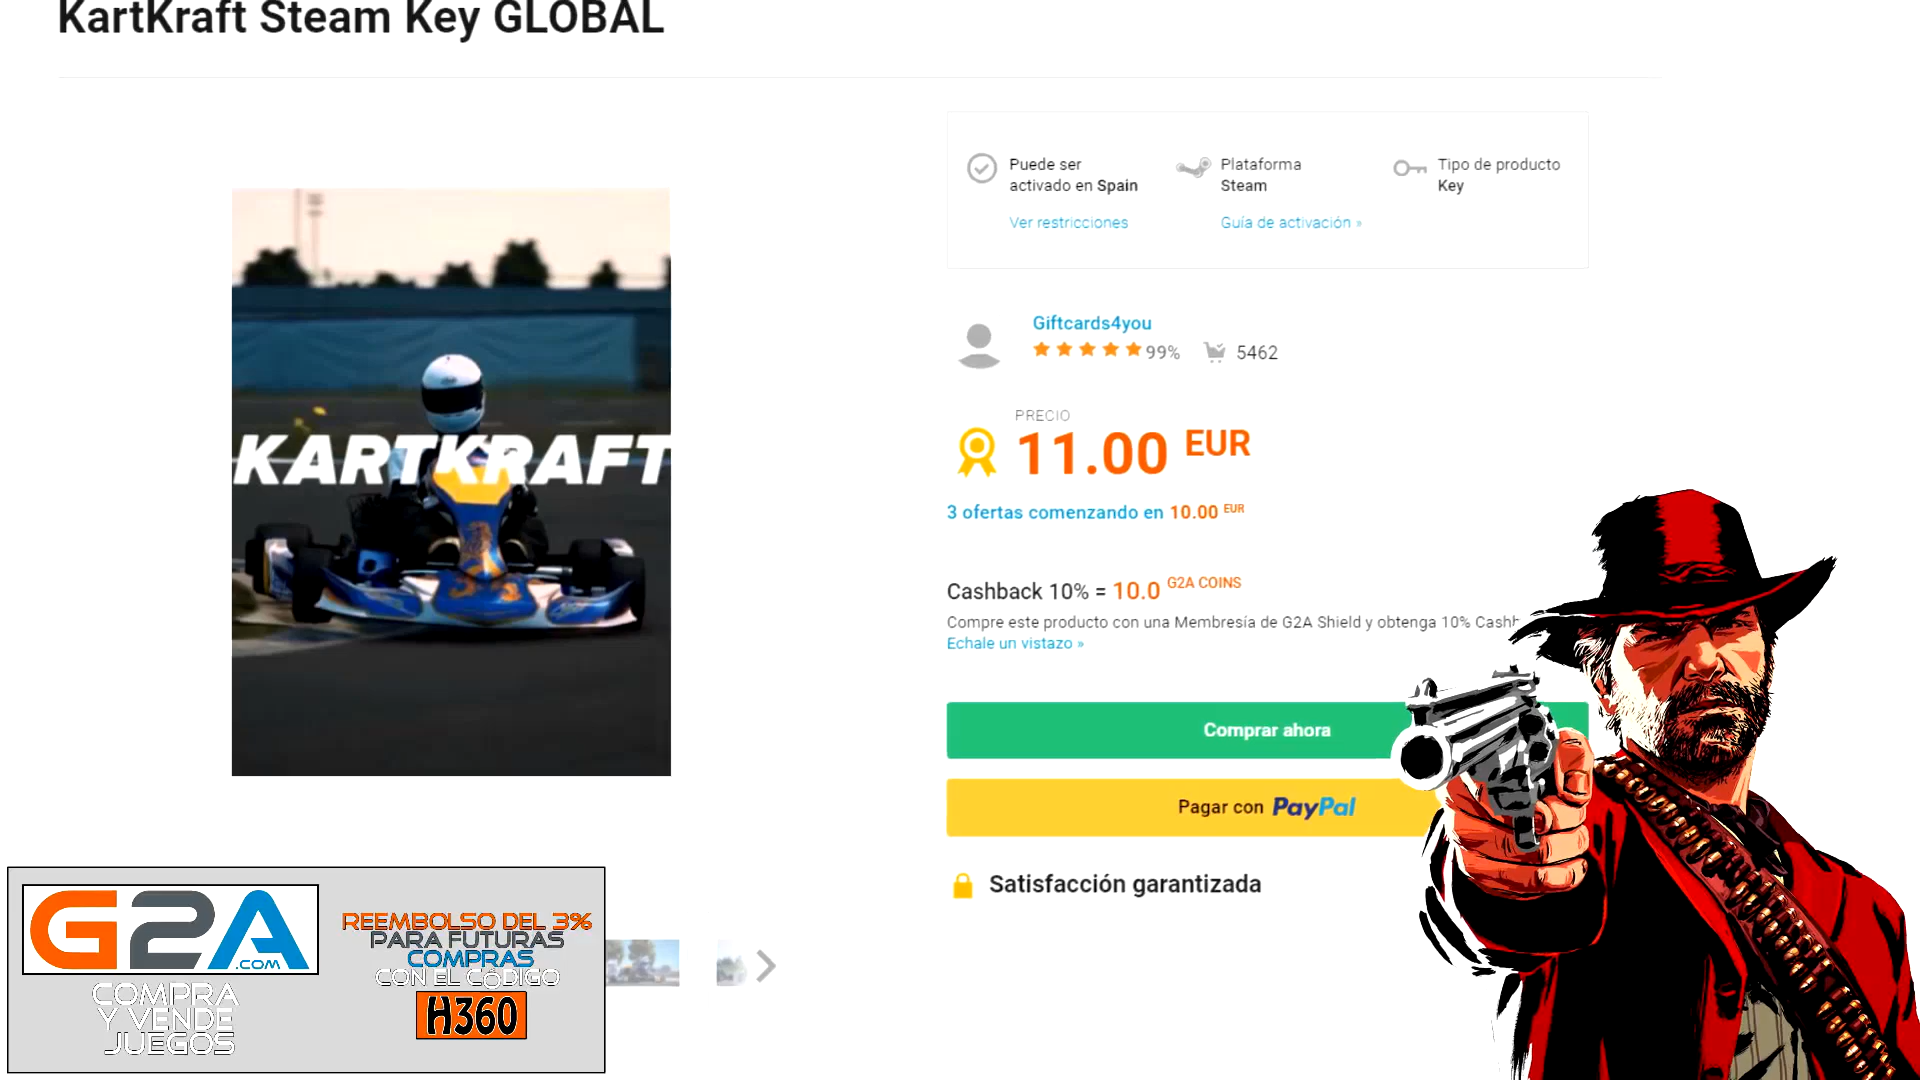 KartKraft Steam Key GLOBAL
Puede ser
activado en Spain
Ver restricciones
Plataforma
Steam
Guía de activación »
Tipo de producto
Key
KARTKRAFT
Giftcards4you
99%
5462
PRECIO
11.00 EUR
3 ofertas comenzando en 10.00 EUR
Cashback 10% = 10.0 G2A COINS
Compre este producto con una Membresía de G2A Shield y obtenga 10%
Echale un vistazo »
Comprar ahora
Pagar con PayPal
Satisfacción garantizada
G2A
.COM
COMPRA
Y VENDE
JUEGOS
REEMBOLSO DEL 3%
PARA FUTURAS
COMPRAS
CON EL CÓDIGO
H360